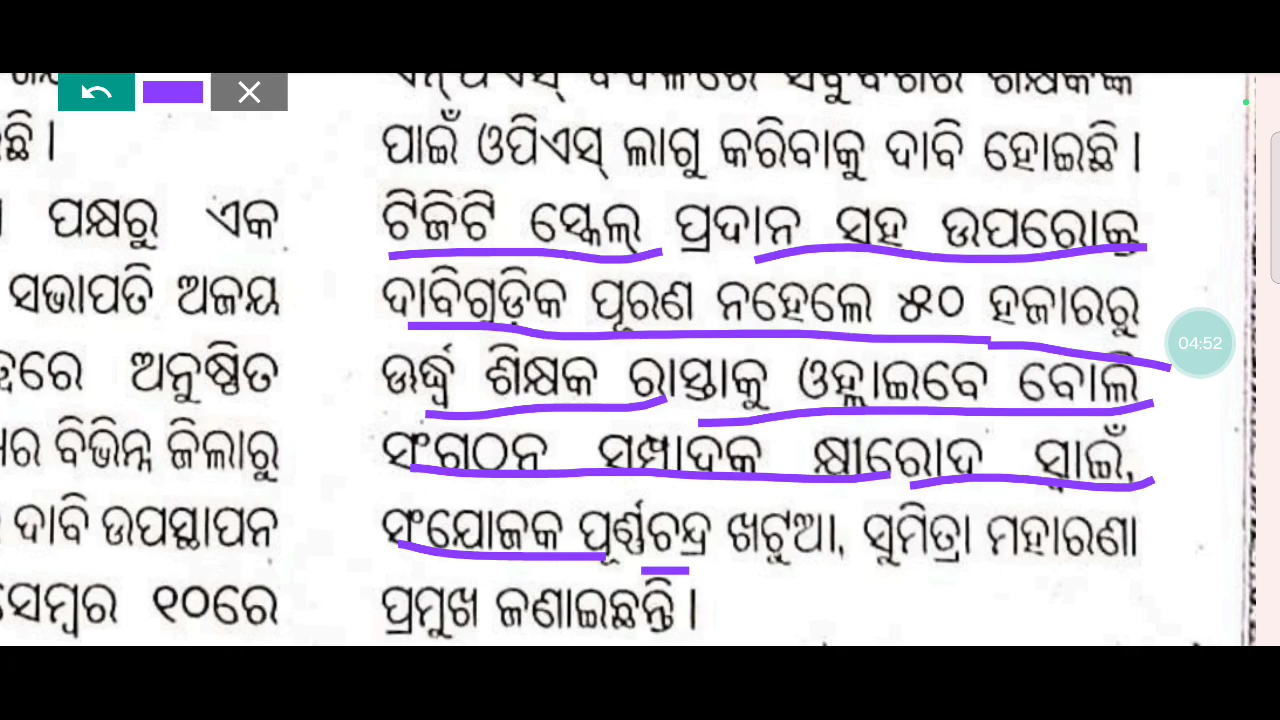 ପାଇଁ ଓପିଏସ୍ ଲାଗୁ କରିବାକୁ ଦାବି ହୋଇଛି ।
ଟିଜିଟି ସ୍କେଲ୍ ପ୍ରଦାନ ସହ ଉପରୋକ୍ତ
ଦାବିଗୁଡ଼ିକ ପୂରଣ ନହେଲେ ୫୦ ହଜାରରୁ
ଊର୍ଦ୍ଧ୍ୱ ଶିକ୍ଷକ ରାସ୍ତାକୁ ଓହ୍ଲାଇବେ ବୋଲି
ସଂଗଠନ ସମ୍ପାଦକ କ୍ଷୀରୋଦ ସ୍ୱାଇଁ,
ସଂଯୋଜକ ପୂର୍ଣ୍ଣଚନ୍ଦ୍ର ଖଟୁଆ, ସୁମିତ୍ରା ମହାରଣା
ପ୍ରମୁଖ ଜଣାଇଛନ୍ତି ।
ପକ୍ଷରୁ ଏକ
ସଭାପତି ଅଜୟ
ଅନୁଷ୍ଠିତ
ବିଭିନ୍ନ ଜିଲାରୁ
ଦାବି ଉପସ୍ଥାପନ
୧୦ରେ
04:52